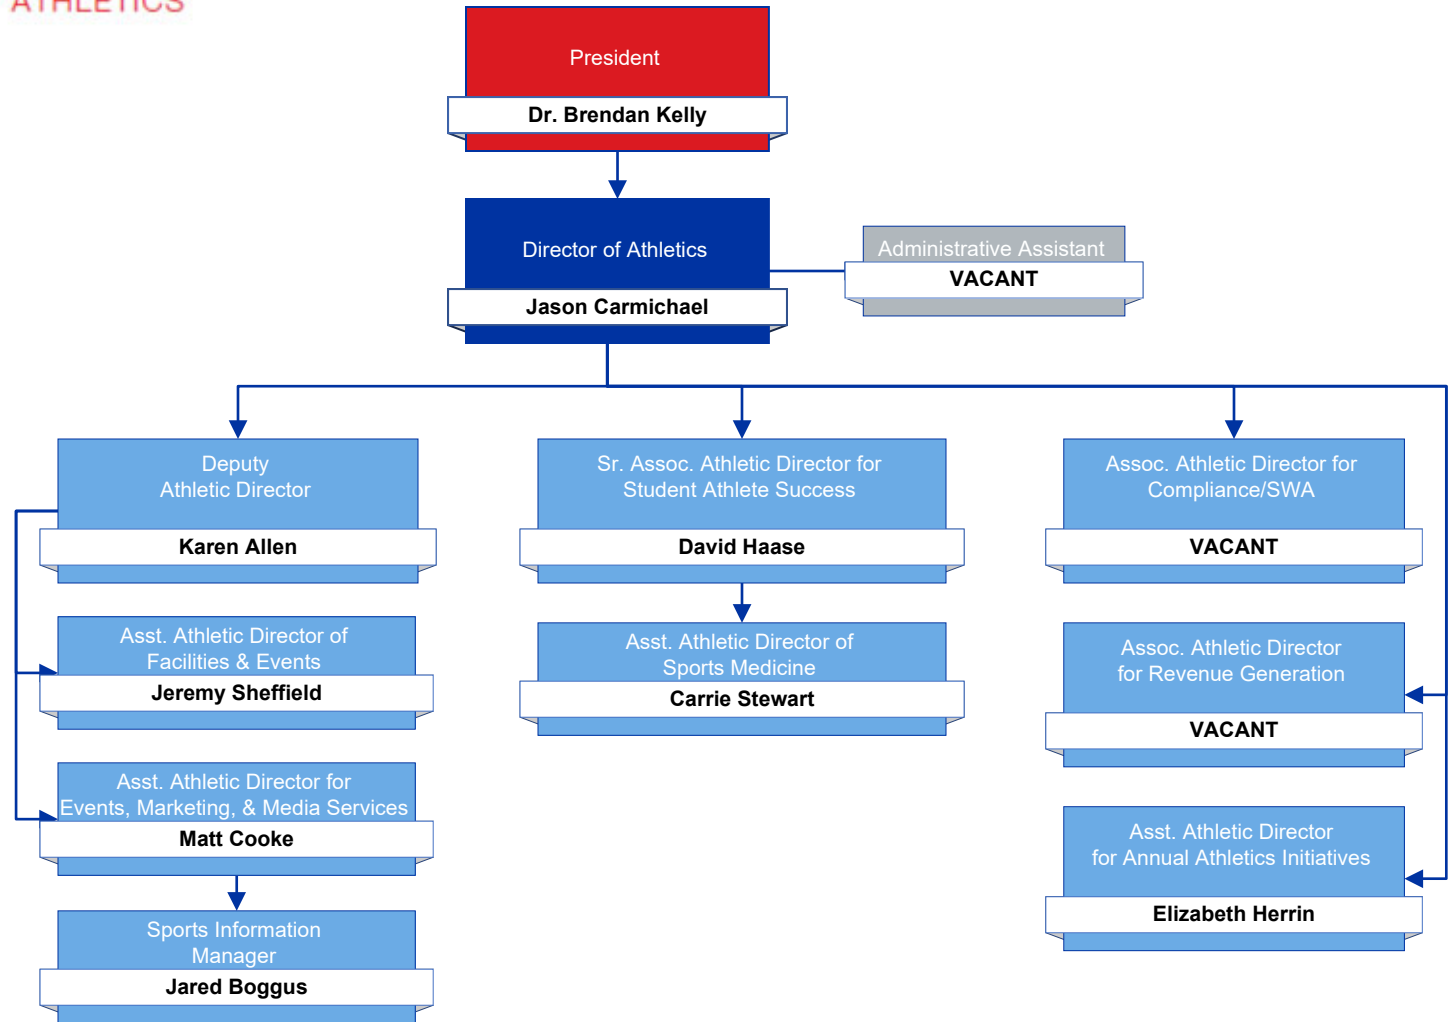 ATHLETICS
President
Dr. Brendan Kelly
Director of Athletics
Jason Carmichael
Administrative Assistant
VACANT
Deputy
Athletic Director
Karen Allen
Asst. Athletic Director of
Facilities & Events
Jeremy Sheffield
Asst. Athletic Director for
Events, Marketing, & Media Services
Matt Cooke
Sports Information
Manager
Jared Boggus
Sr. Assoc. Athletic Director for
Student Athlete Success
David Haase
Asst. Athletic Director of
Sports Medicine
Carrie Stewart
Assoc. Athletic Director for
Compliance/SWA
VACANT
Assoc. Athletic Director
for Revenue Generation
VACANT
Asst. Athletic Director
for Annual Athletics Initiatives
Elizabeth Herrin